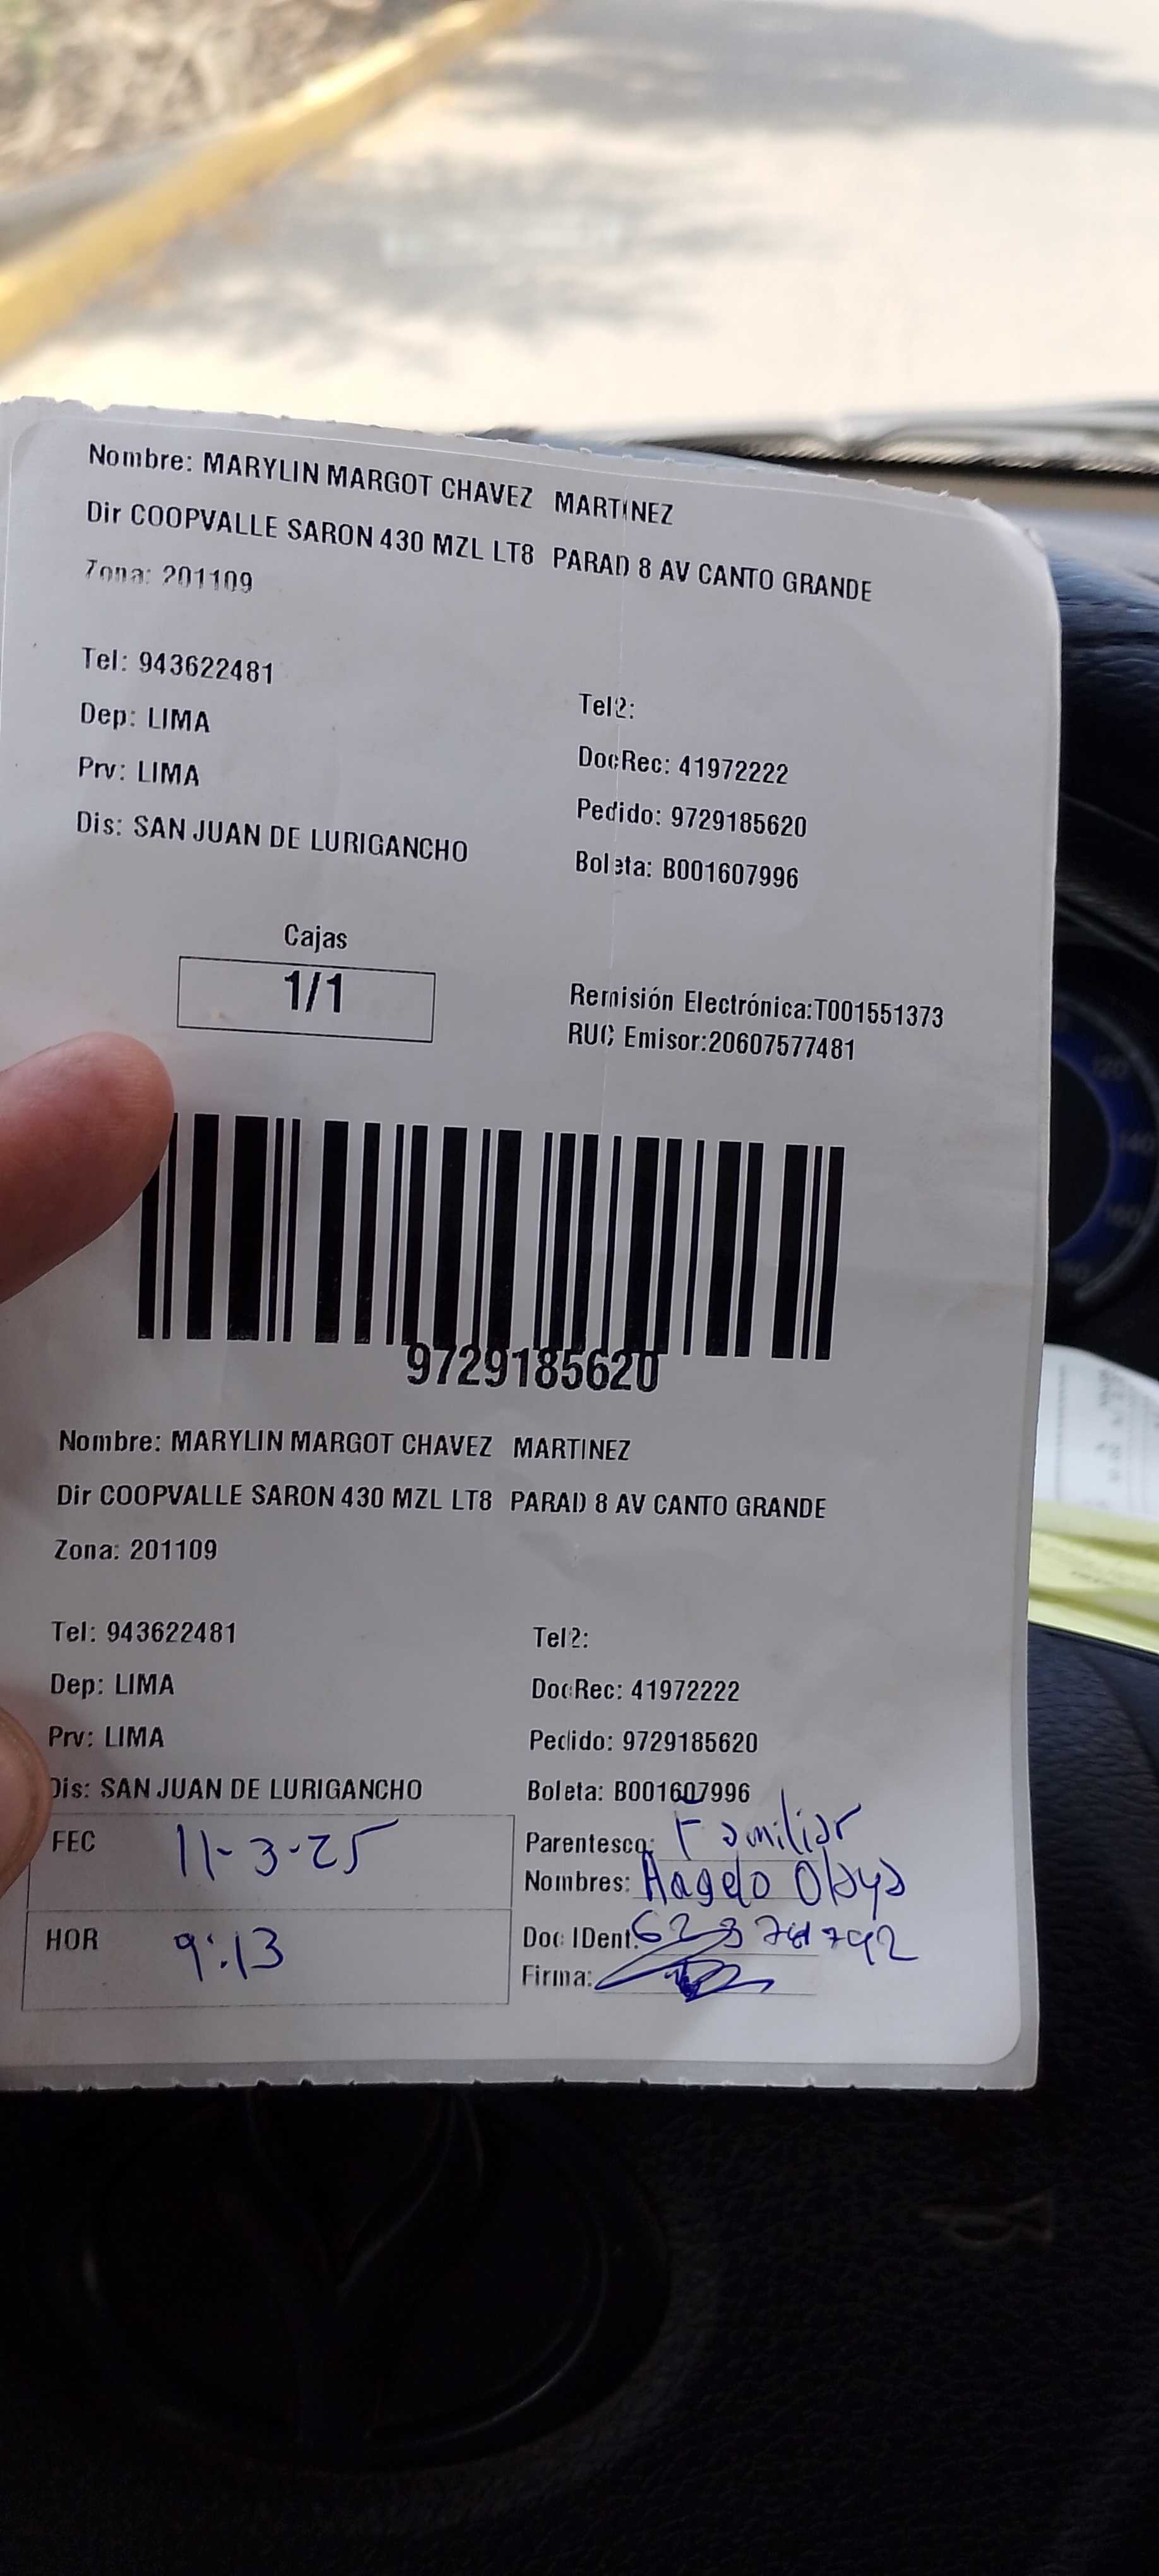 Nombre: MARYLIN MARGOT CHAVEZ MARTINEZ
Dir COOPVALLE SARON 430 MZL LT8 PARAD 8 AV CANTO GRANDE
Zona: 201109
Tel: 943622481
Tel2:
Dep: LIMA
DocRec: 41972222
Prv: LIMA
Pedido: 9729185620
Dis: SAN JUAN DE LURIGANCHO
Boleta: B001607996
Cajas
1/1
Remisión Electrónica:T001551373
RUC Emisor:20607577481
9729185620
Nombre: MARYLIN MARGOT CHAVEZ MARTINEZ
Dir COOPVALLE SARON 430 MZL LT8 PARAD 8 AV CANTO GRANDE
Zona: 201109
Tel: 943622481
Tel2:
Dep: LIMA
DocRec: 41972222
Prv: LIMA
Pedido: 9729185620
Dis: SAN JUAN DE LURIGANCHO
Boleta: B001607996
FEC 11-3-25
Parentesco: Familiar
Nombres:
HOR 9:13
Doc IDent.
Firma: